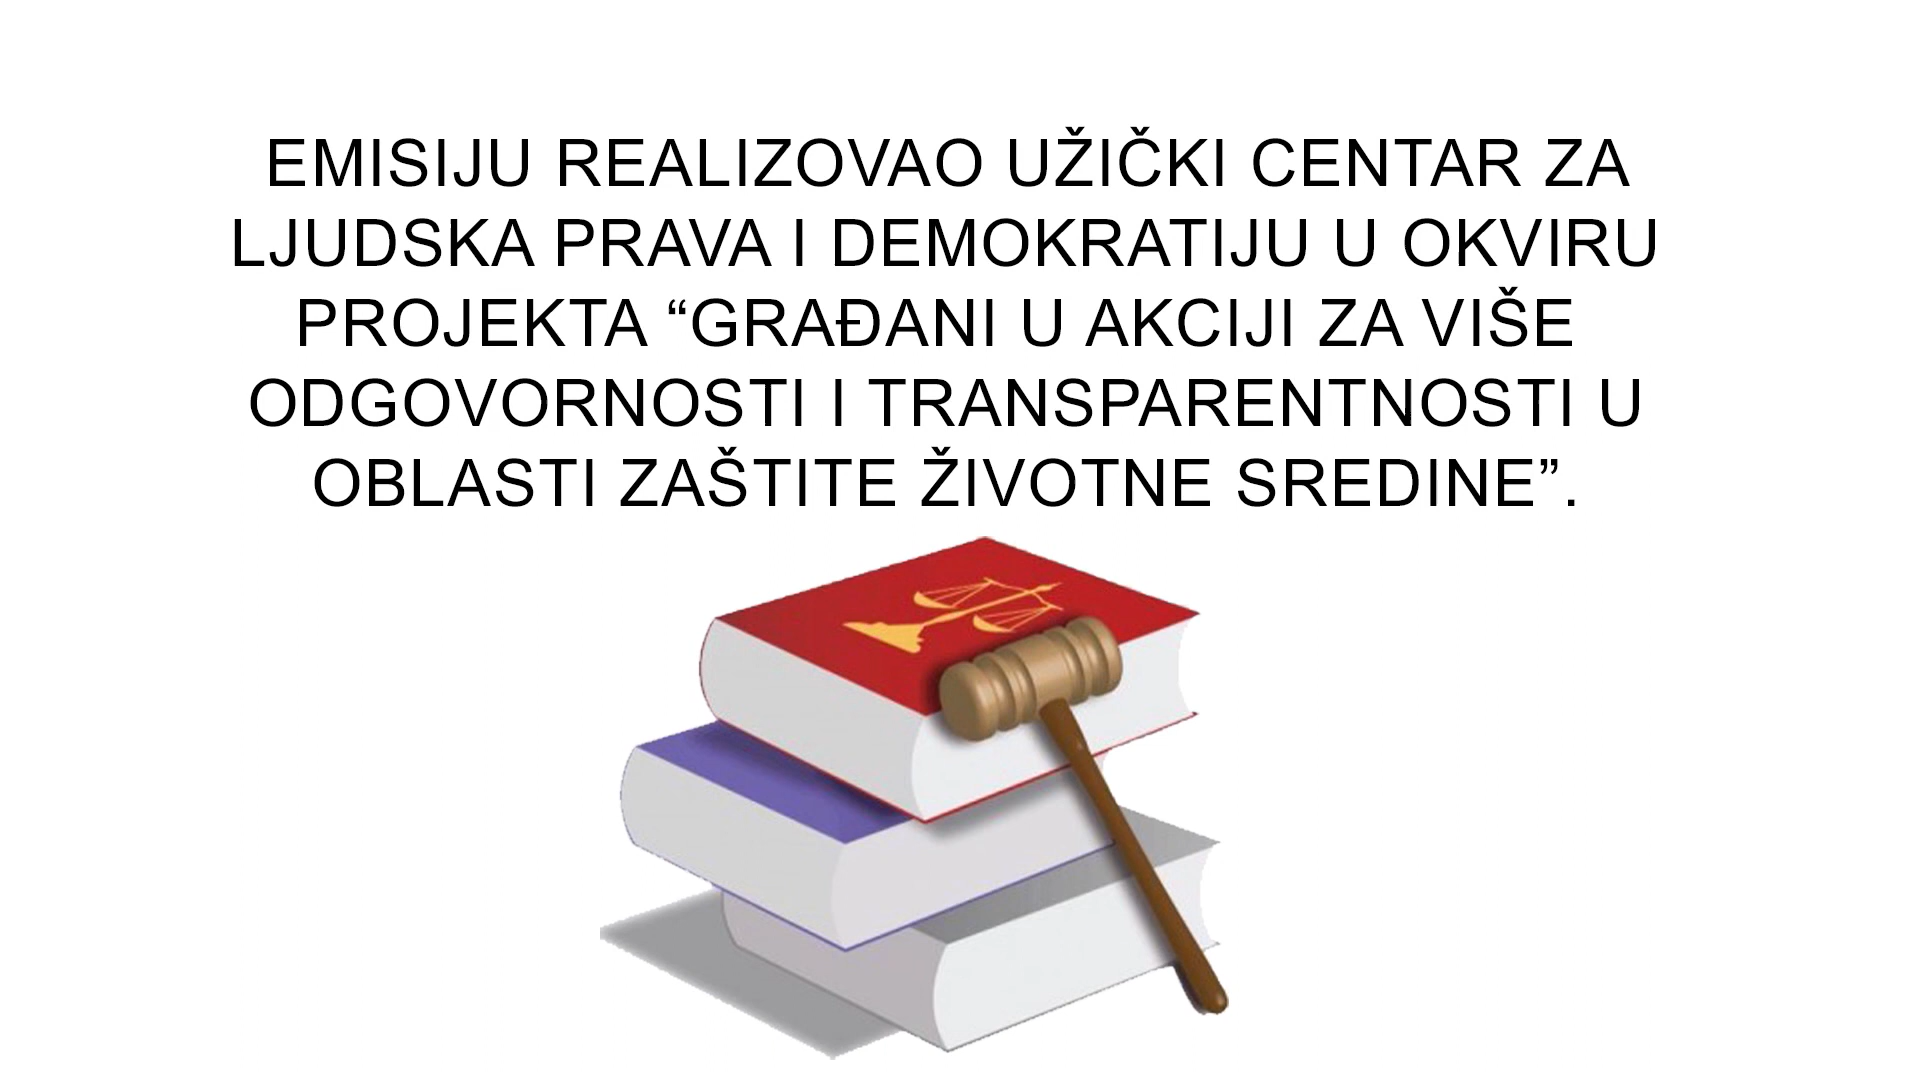 EMISIJU REALIZOVAO UŽIČKI CENTAR ZA
LJUDSKA PRAVA I DEMOKRATIJU U OKVIRU
PROJEKTA “GRAĐANI U AKCIJI ZA VIŠE
ODGOVORNOSTI I TRANSPARENTNOSTI U
OBLASTI ZAŠTITE ŽIVOTNE SREDINE”.